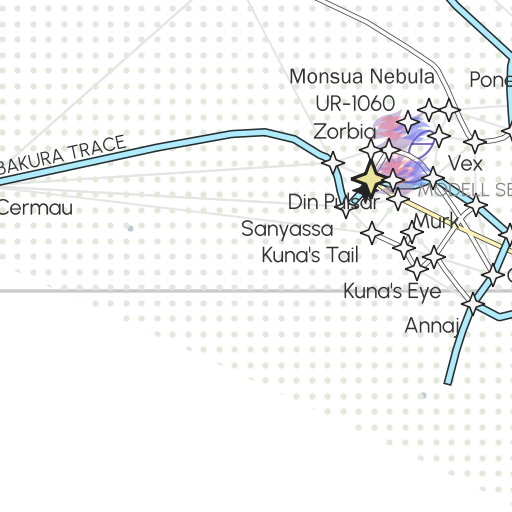 Monsua Nebula
Pone
UR-1060
Zorbia
BAKURA TRACE
Vex
MODELL SE
Din Pulsar
Cermau
Murk
Sanyassa
Kuna's Tail
Kuna's Eye
Annaj